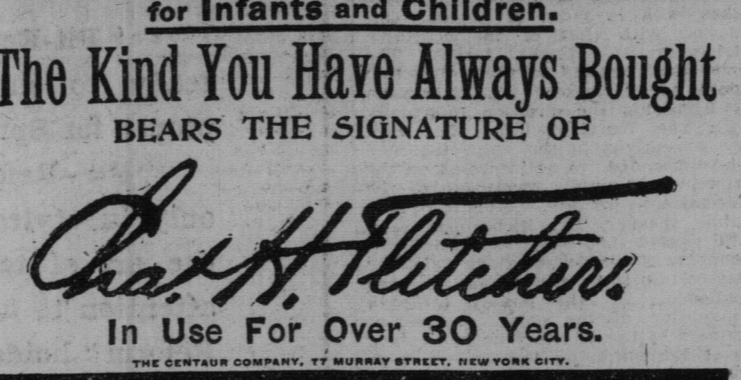 for Infants and Children.
The Kind You Have Always Bought
BEARS THE SIGNATURE OF
Chas. H. Fletcher.
In Use For Over 30 Years.
THE CENTAUR COMPANY, 77 MURRAY STREET, NEW YORK CITY.